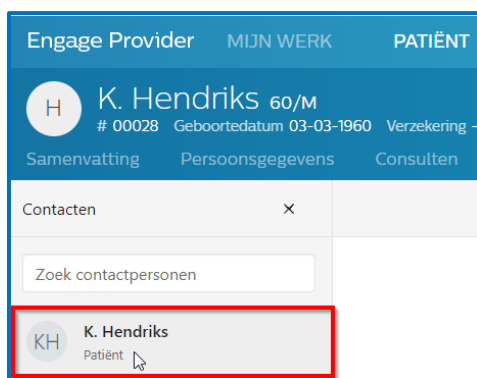 Engage Provider MIJN WERK PATIËNT
H K. Hendriks 60/M
# 00028 Geboortedatum 03-03-1960 Verzekering -
Samenvatting Persoonsgegevens Consulten
Contacten ×
Zoek contactpersonen
KH K. Hendriks
Patiënt